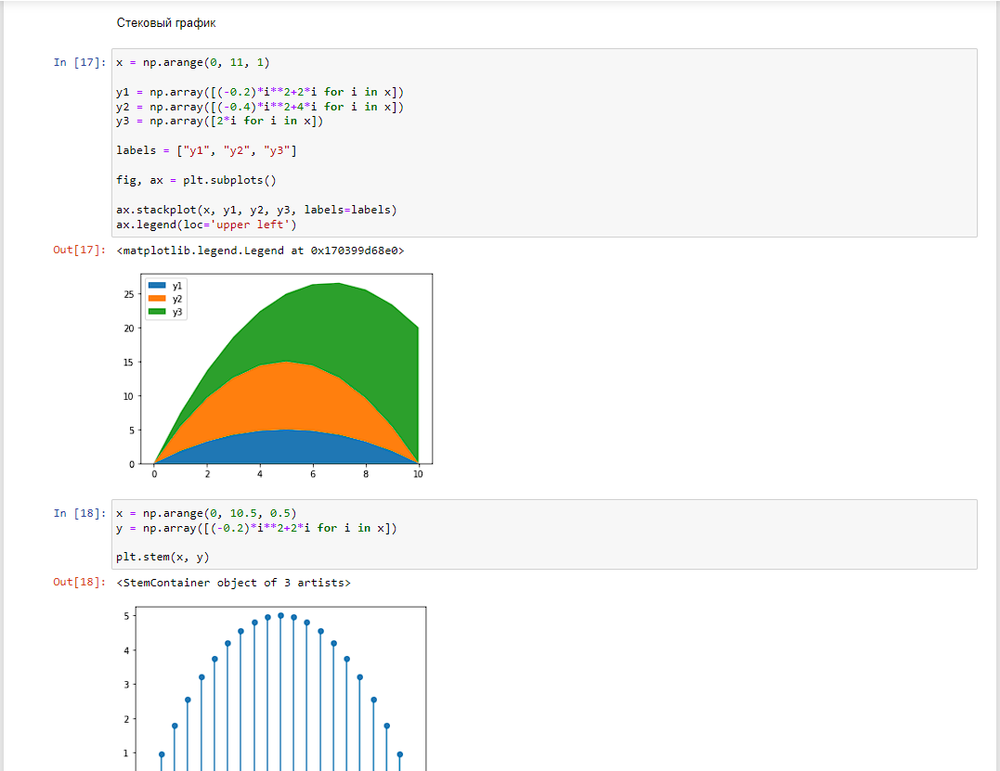 Стековый график
In [17]: x = np.arange(0, 11, 1)
y1 = np.array([(-0.2)*i**2+2*i for i in x])
y2 = np.array([(-0.4)*i**2+4*i for i in x])
y3 = np.array([2*i for i in x])
labels = ["y1", "y2", "y3"]
fig, ax = plt.subplots()
ax.stackplot(x, y1, y2, y3, labels=labels)
ax.legend(loc='upper left')
Out[17]: <matplotlib.legend.Legend at 0x170399d68e0>
y1
y2
y3
25
20
15
10
5
0
0 2 4 6 8 10
In [18]: x = np.arange(0, 10.5, 0.5)
y = np.array([(-0.2)*i**2+2*i for i in x])
plt.stem(x, y)
Out[18]: <StemContainer object of 3 artists>
5
4
3
2
1